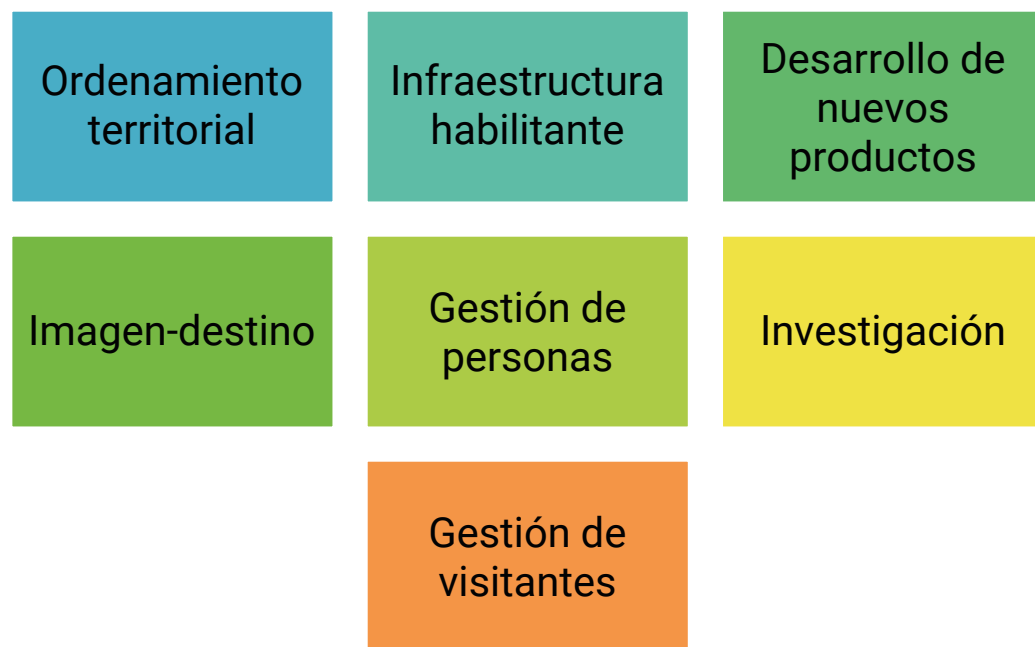 Ordenamiento
territorial
Infraestructura
habilitante
Desarrollo de
nuevos
productos
Imagen-destino
Gestión de
personas
Investigación
Gestión de
visitantes